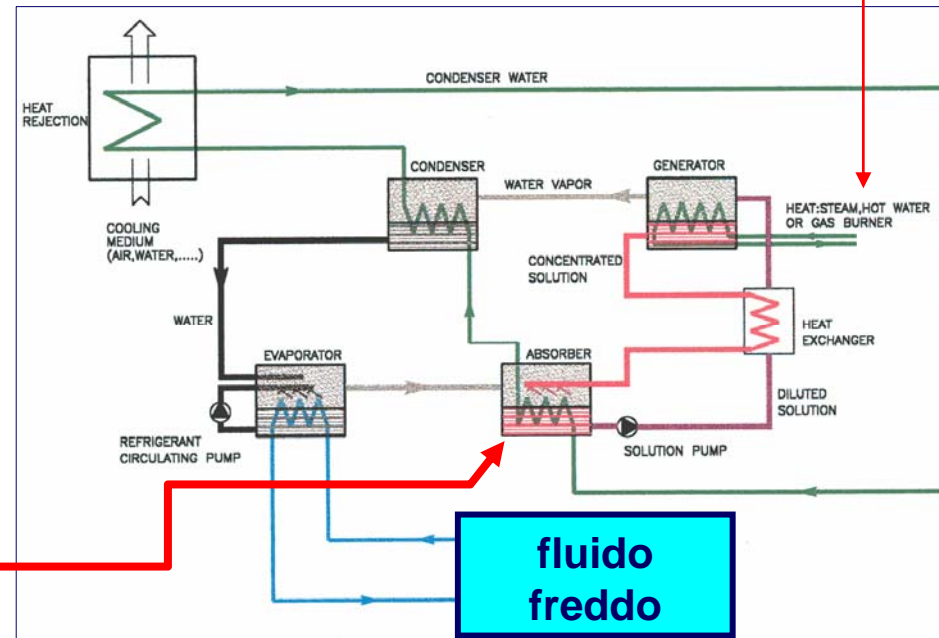 CONDENSER WATER
HEAT
REJECTION
CONDENSER
GENERATOR
WATER VAPOR
HEAT:STEAM,HOT WATER
OR GAS BURNER
COOLING
MEDIUM
(AIR,WATER,.....)
CONCENTRATED
SOLUTION
WATER
HEAT
EXCHANGER
EVAPORATOR
ABSORBER
DILUTED
SOLUTION
REFRIGERANT
CIRCULATING PUMP
SOLUTION PUMP
fluido
freddo